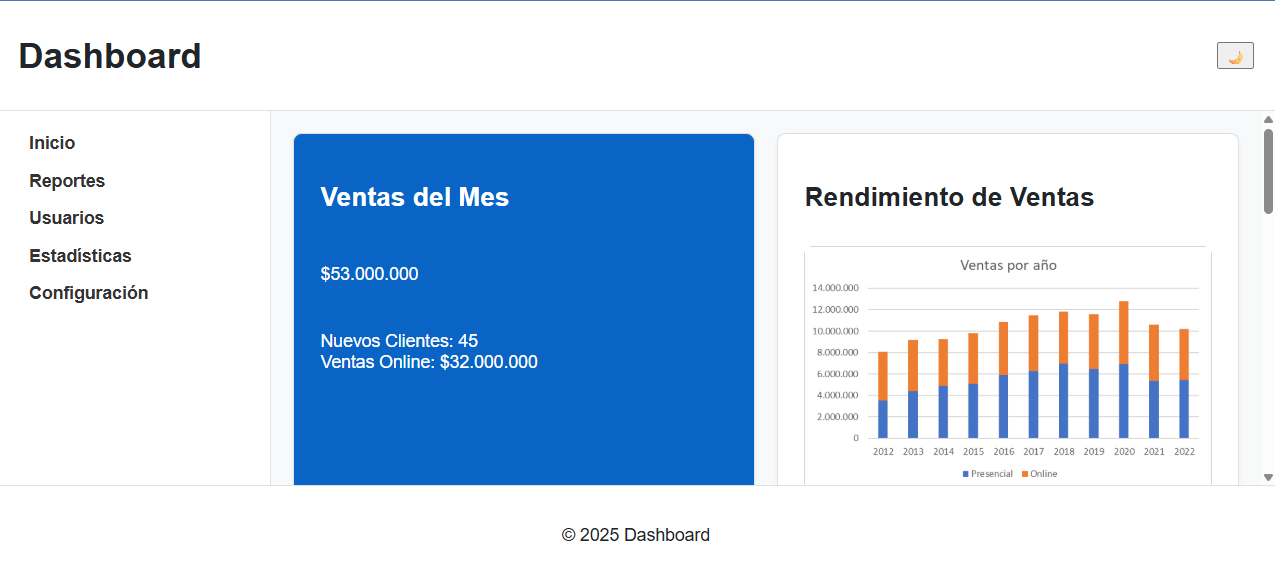 Dashboard
🌙
Inicio
Reportes
Usuarios
Estadísticas
Configuración
Ventas del Mes
$53.000.000
Nuevos Clientes: 45
Ventas Online: $32.000.000
Rendimiento de Ventas
Ventas por año
14.000.000
12.000.000
10.000.000
8.000.000
6.000.000
4.000.000
2.000.000
0
2012 2013 2014 2015 2016 2017 2018 2019 2020 2021 2022
Presencial Online
© 2025 Dashboard